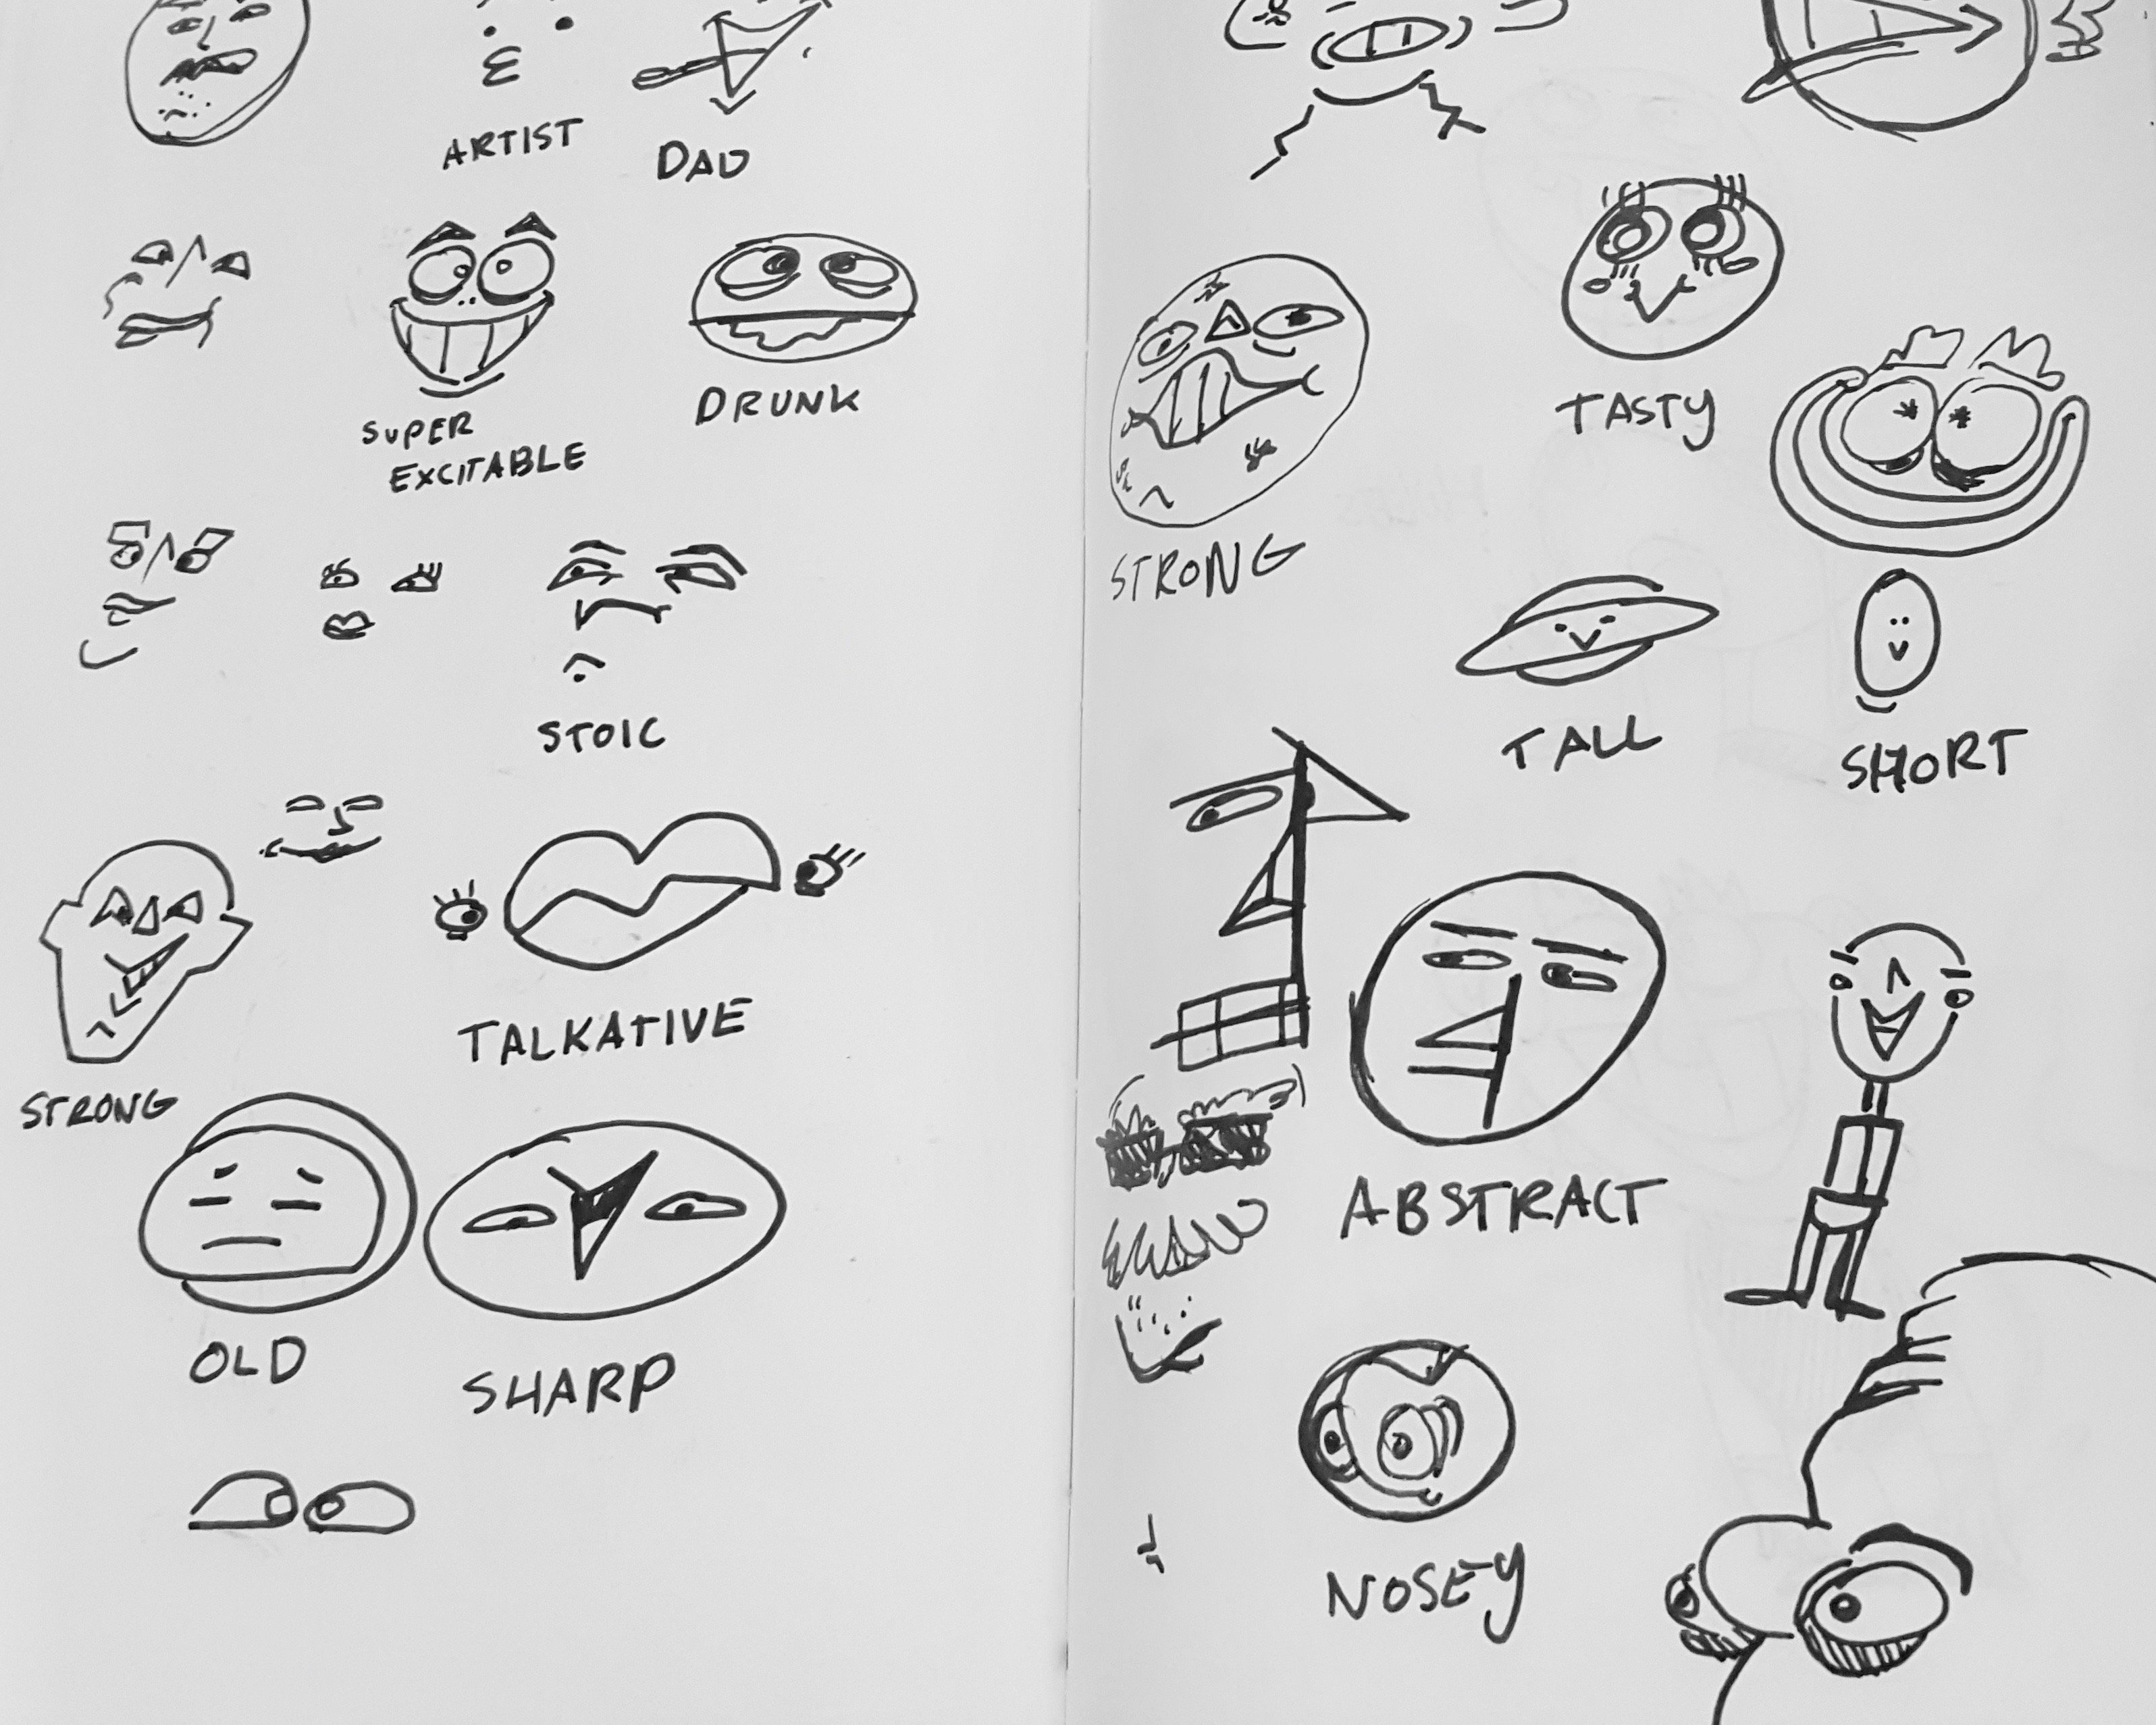 ARTIST
DAD
SUPER
EXCITABLE
DRUNK
STOIC
TALKATIVE
STRONG
OLD
SHARP
TASTY
STRONG
TALL
SHORT
ABSTRACT
NOSEY